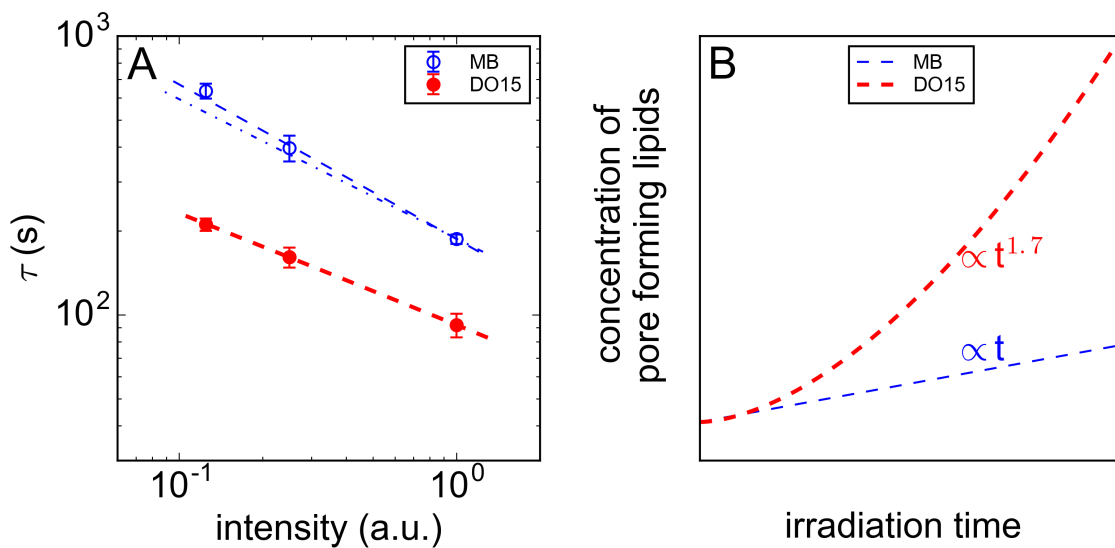 A
MB
DO15
10³
10²
τ (s)
10⁻¹
10⁰
intensity (a.u.)
B
MB
DO15
concentration of
pore forming lipids
∝ t^1.7
∝ t
irradiation time